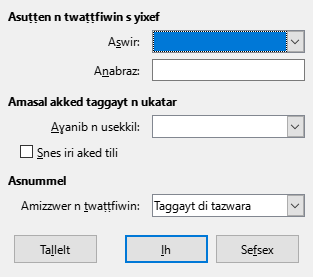 Asuṭṭen n twaṭṭfiwin s yixef
Aswir:
Anabraz:
Amasal akked taggayt n ukatar
Aɣanib n usekkil:
Snes iri aked tili
Asnummel
Amizzwer n twaṭṭfiwin: Taggayt di tazwara
Tallelt Ih Sefsex